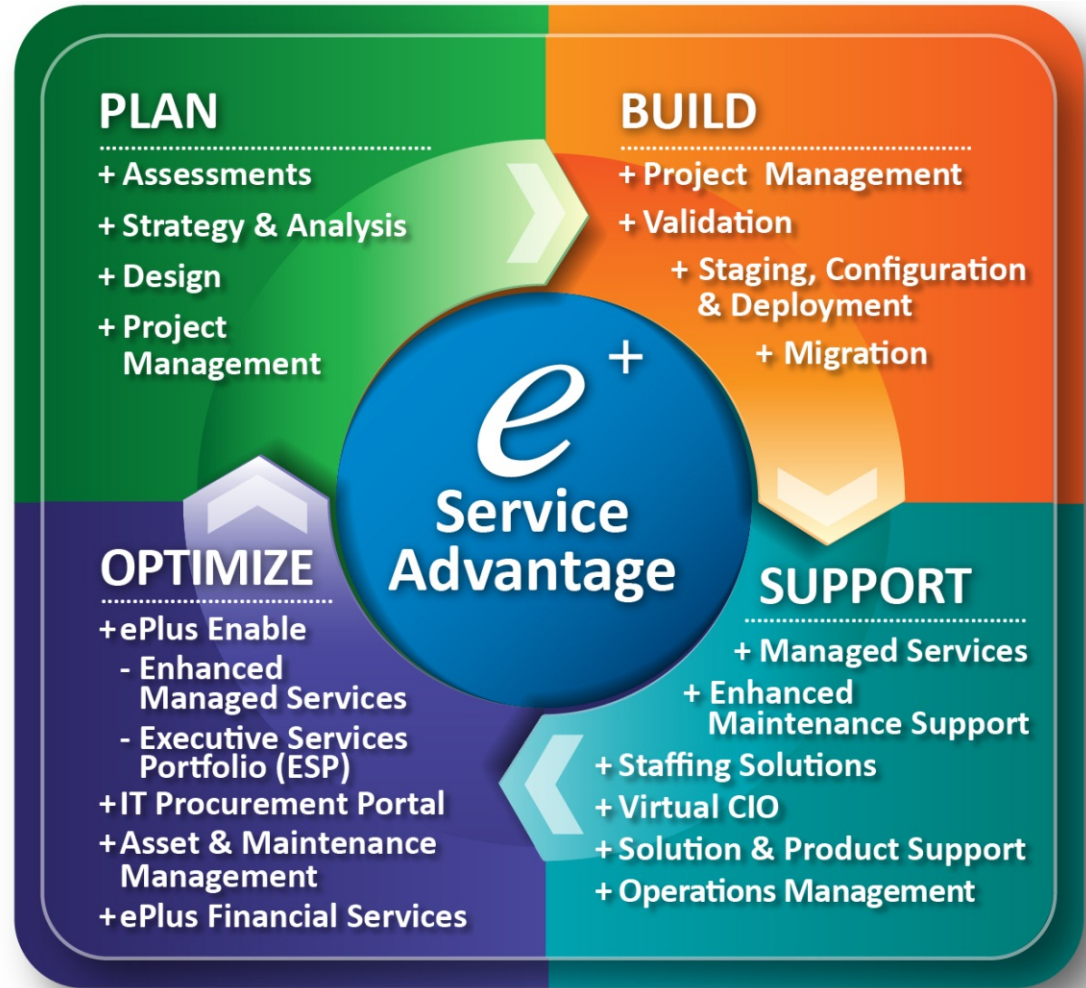 PLAN
+ Assessments
+ Strategy & Analysis
+ Design
+ Project
Management
BUILD
+ Project Management
+ Validation
+ Staging, Configuration
& Deployment
+ Migration
e+
Service
Advantage
OPTIMIZE
+ ePlus Enable
- Enhanced
Managed Services
- Executive Services
Portfolio (ESP)
+ IT Procurement Portal
+ Asset & Maintenance
Management
+ ePlus Financial Services
SUPPORT
+ Managed Services
+ Enhanced
Maintenance Support
+ Staffing Solutions
+ Virtual CIO
+ Solution & Product Support
+ Operations Management